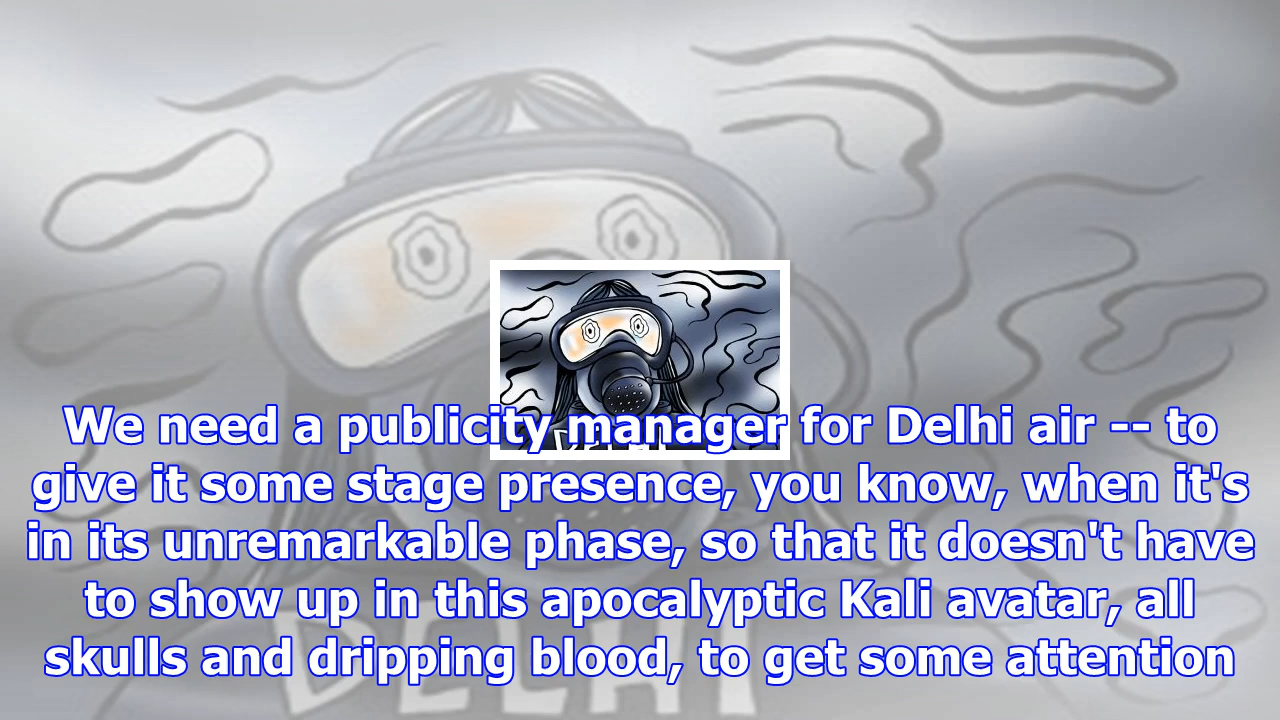 We need a publicity manager for Delhi air -- to
give it some stage presence, you know, when it's
in its unremarkable phase, so that it doesn't have
to show up in this apocalyptic Kali avatar, all
skulls and dripping blood, to get some attention
DELHI
DELHI